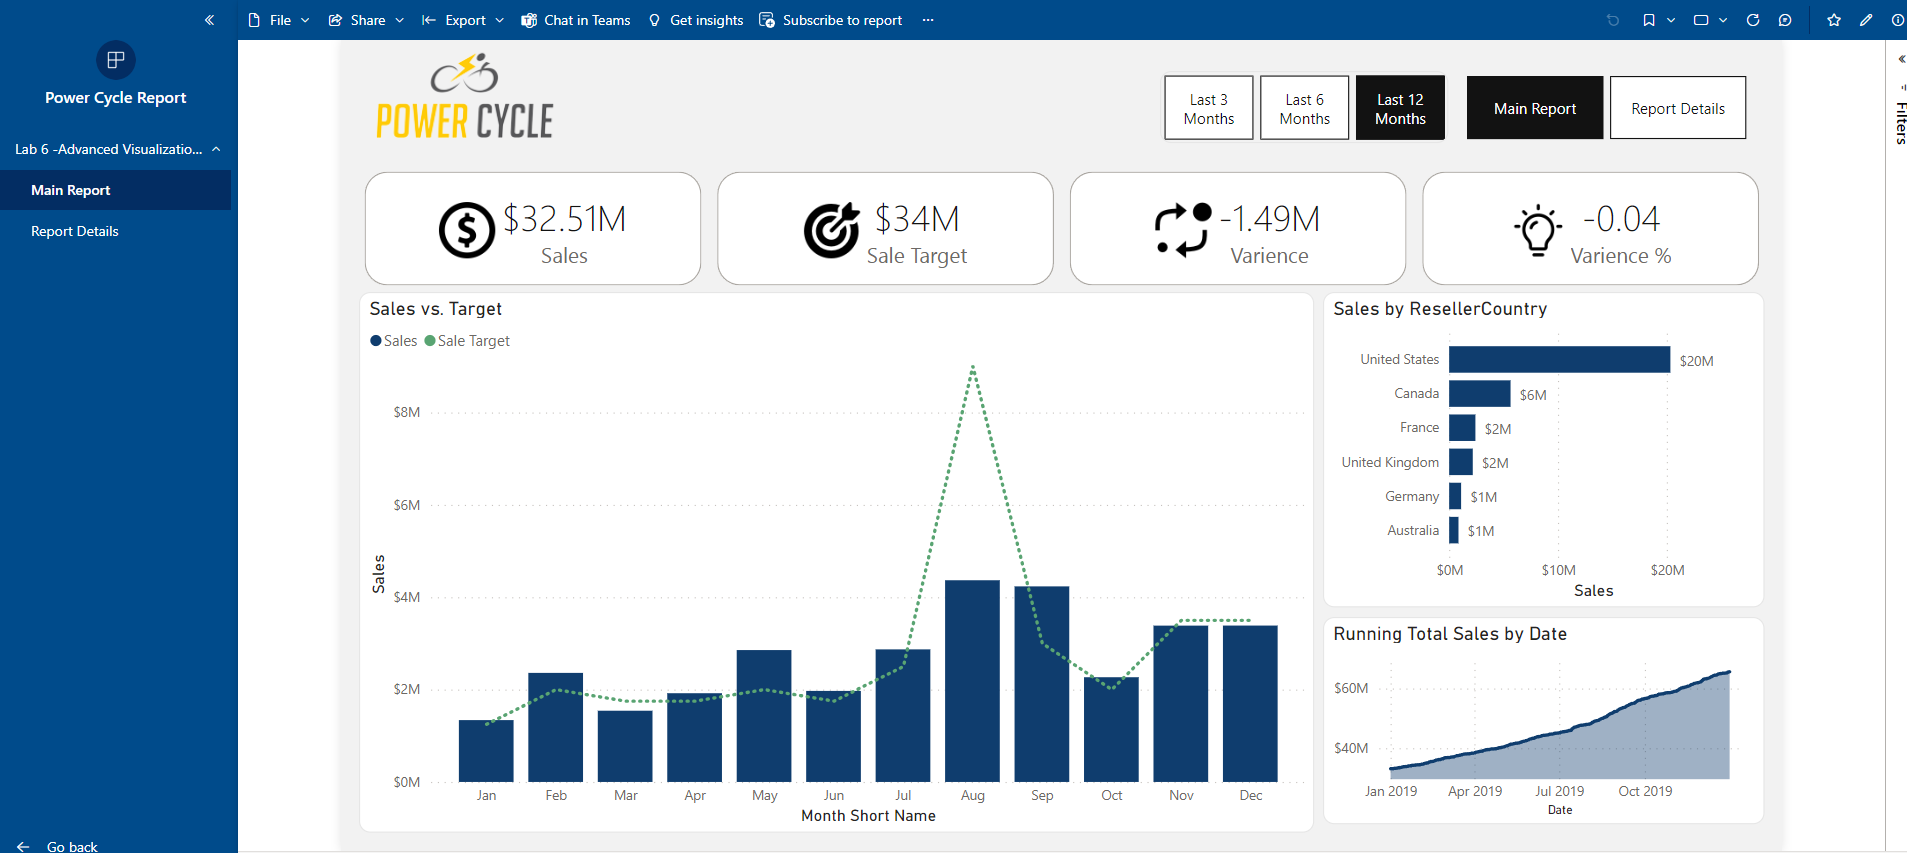 File
Share
Export
Chat in Teams
Get insights
Subscribe to report
...
Power Cycle Report
Lab 6 -Advanced Visualizatio...
Main Report
Report Details
Go back
POWER CYCLE
Last 3
Months
Last 6
Months
Last 12
Months
Main Report
Report Details
Filters
$32.51M
Sales
$34M
Sale Target
-1.49M
Varience
-0.04
Varience %
Sales vs. Target
Sales
Sale Target
Sales
$8M
$6M
$4M
$2M
$0M
Jan Feb Mar Apr May Jun Jul Aug Sep Oct Nov Dec
Month Short Name
Sales by ResellerCountry
United States $20M
Canada $6M
France $2M
United Kingdom $2M
Germany $1M
Australia $1M
$0M $10M $20M
Sales
Running Total Sales by Date
$60M
$40M
Jan 2019 Apr 2019 Jul 2019 Oct 2019
Date